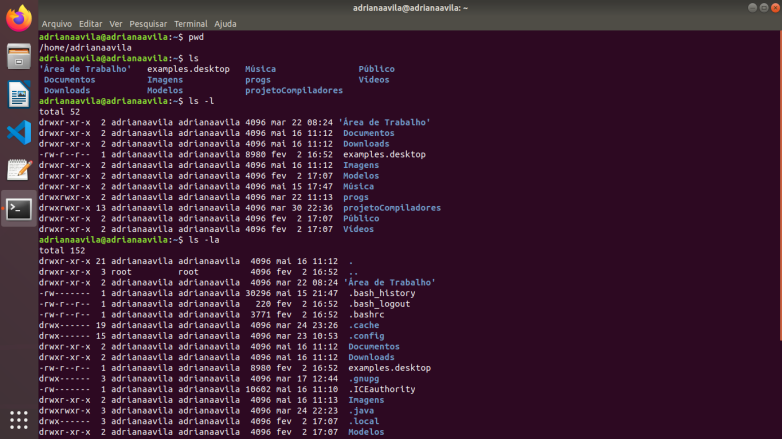 adrianaavila@adrianaavila: ~
Arquivo Editar Ver Pesquisar Terminal Ajuda
adrianaavila@adrianaavila:~$ pwd
/home/adrianaavila
adrianaavila@adrianaavila:~$ ls
'Área de Trabalho' examples.desktop Música Público
Documentos Imagens progs Vídeos
Downloads Modelos projetoCompiladores
adrianaavila@adrianaavila:~$ ls -l
total 52
drwxr-xr-x 2 adrianaavila adrianaavila 4096 mar 22 08:24 'Área de Trabalho'
drwxr-xr-x 2 adrianaavila adrianaavila 4096 mai 16 11:12 Documentos
drwxr-xr-x 2 adrianaavila adrianaavila 4096 mai 16 11:12 Downloads
-rw-r--r-- 1 adrianaavila adrianaavila 8980 fev 2 16:52 examples.desktop
drwxr-xr-x 2 adrianaavila adrianaavila 4096 mai 16 11:12 Imagens
drwxr-xr-x 2 adrianaavila adrianaavila 4096 fev 2 17:07 Modelos
drwxr-xr-x 2 adrianaavila adrianaavila 4096 mai 15 17:47 Música
drwxrwxr-x 2 adrianaavila adrianaavila 4096 mar 22 11:13 progs
drwxrwxr-x 13 adrianaavila adrianaavila 4096 mar 30 22:36 projetoCompiladores
drwxr-xr-x 2 adrianaavila adrianaavila 4096 fev 2 17:07 Público
drwxr-xr-x 2 adrianaavila adrianaavila 4096 fev 2 17:07 Vídeos
adrianaavila@adrianaavila:~$ ls -la
total 152
drwxr-xr-x 21 adrianaavila adrianaavila 4096 mai 16 11:12 .
drwxr-xr-x 3 root root 4096 fev 2 16:52 ..
drwxr-xr-x 2 adrianaavila adrianaavila 4096 mar 22 08:24 'Área de Trabalho'
-rw------- 1 adrianaavila adrianaavila 30296 mai 15 21:47 .bash_history
-rw-r--r-- 1 adrianaavila adrianaavila 220 fev 2 16:52 .bash_logout
-rw-r--r-- 1 adrianaavila adrianaavila 3771 fev 2 16:52 .bashrc
drwx------ 19 adrianaavila adrianaavila 4096 mar 24 23:26 .cache
drwx------ 15 adrianaavila adrianaavila 4096 mar 23 10:53 .config
drwxr-xr-x 2 adrianaavila adrianaavila 4096 mai 16 11:12 Documentos
drwxr-xr-x 2 adrianaavila adrianaavila 4096 mai 16 11:12 Downloads
-rw-r--r-- 1 adrianaavila adrianaavila 8980 fev 2 16:52 examples.desktop
drwx------ 3 adrianaavila adrianaavila 4096 mar 17 12:44 .gnupg
-rw------- 1 adrianaavila adrianaavila 10602 mai 16 11:10 .ICEauthority
drwxr-xr-x 2 adrianaavila adrianaavila 4096 mai 16 11:13 Imagens
drwxrwxr-x 3 adrianaavila adrianaavila 4096 mar 24 22:23 .java
drwx------ 3 adrianaavila adrianaavila 4096 fev 2 17:07 .local
drwxr-xr-x 2 adrianaavila adrianaavila 4096 fev 2 17:07 Modelos